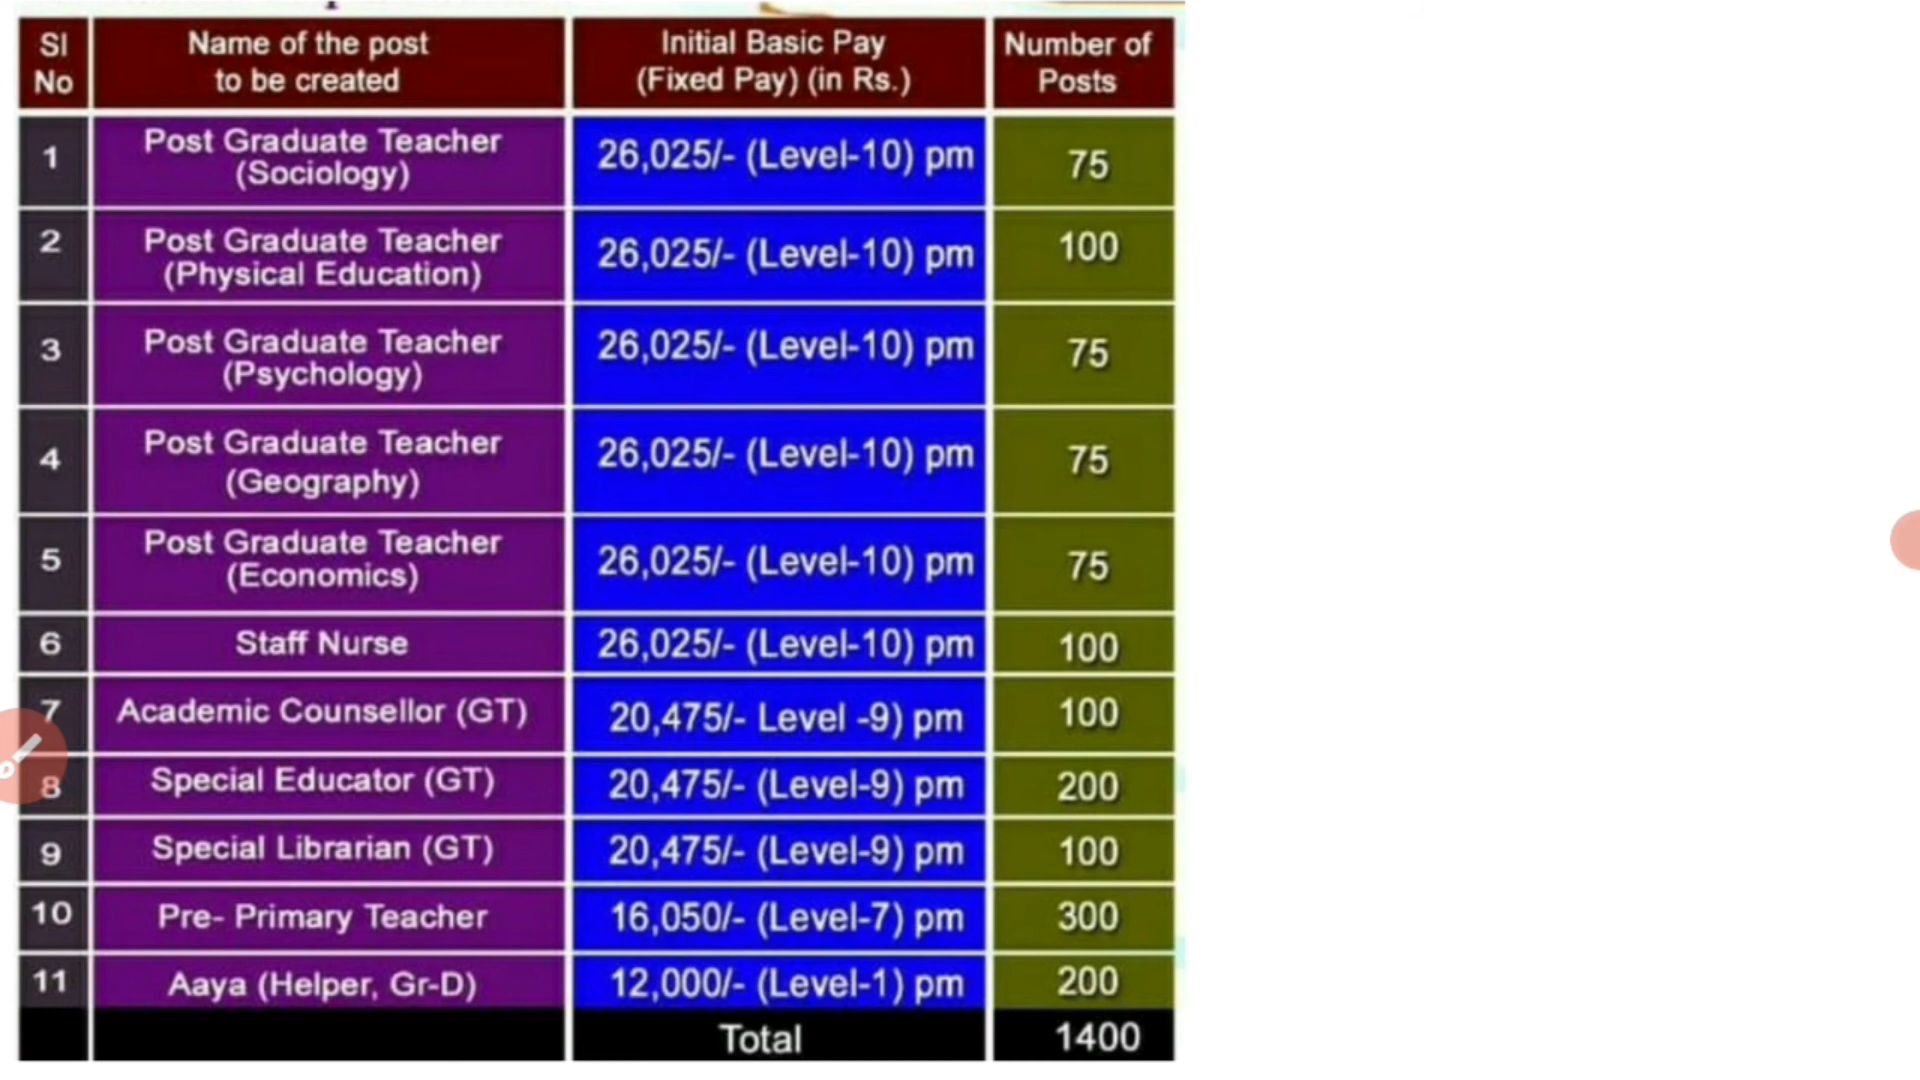 Sl No
Name of the post
to be created
Initial Basic Pay
(Fixed Pay) (in Rs.)
Number of
Posts
1
Post Graduate Teacher
(Sociology)
26,025/- (Level-10) pm
75
2
Post Graduate Teacher
(Physical Education)
26,025/- (Level-10) pm
100
3
Post Graduate Teacher
(Psychology)
26,025/- (Level-10) pm
75
4
Post Graduate Teacher
(Geography)
26,025/- (Level-10) pm
75
5
Post Graduate Teacher
(Economics)
26,025/- (Level-10) pm
75
6
Staff Nurse
26,025/- (Level-10) pm
100
7
Academic Counsellor (GT)
20,475/- Level -9) pm
100
8
Special Educator (GT)
20,475/- (Level-9) pm
200
9
Special Librarian (GT)
20,475/- (Level-9) pm
100
10
Pre- Primary Teacher
16,050/- (Level-7) pm
300
11
Aaya (Helper, Gr-D)
12,000/- (Level-1) pm
200
Total
1400